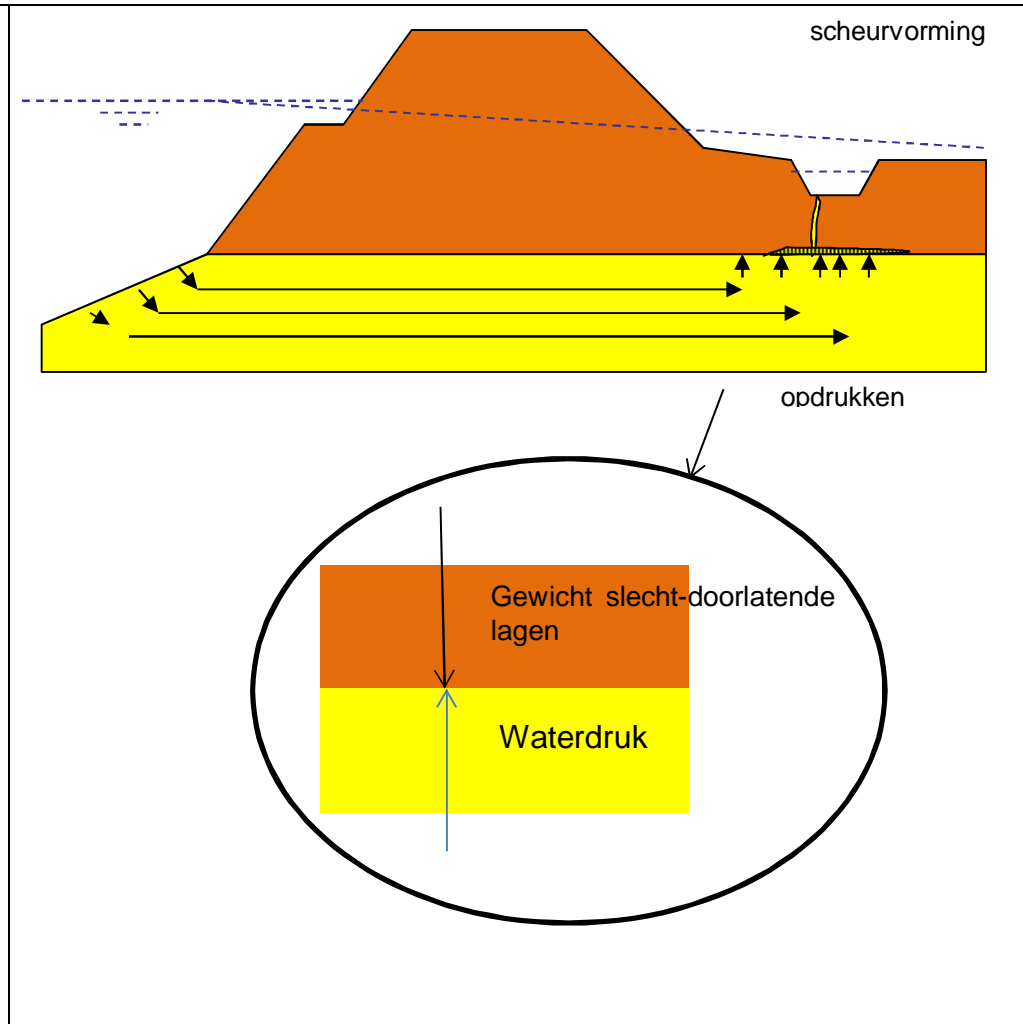 scheurvorming
opdrukken
Gewicht slecht-doorlatende
lagen
Waterdruk